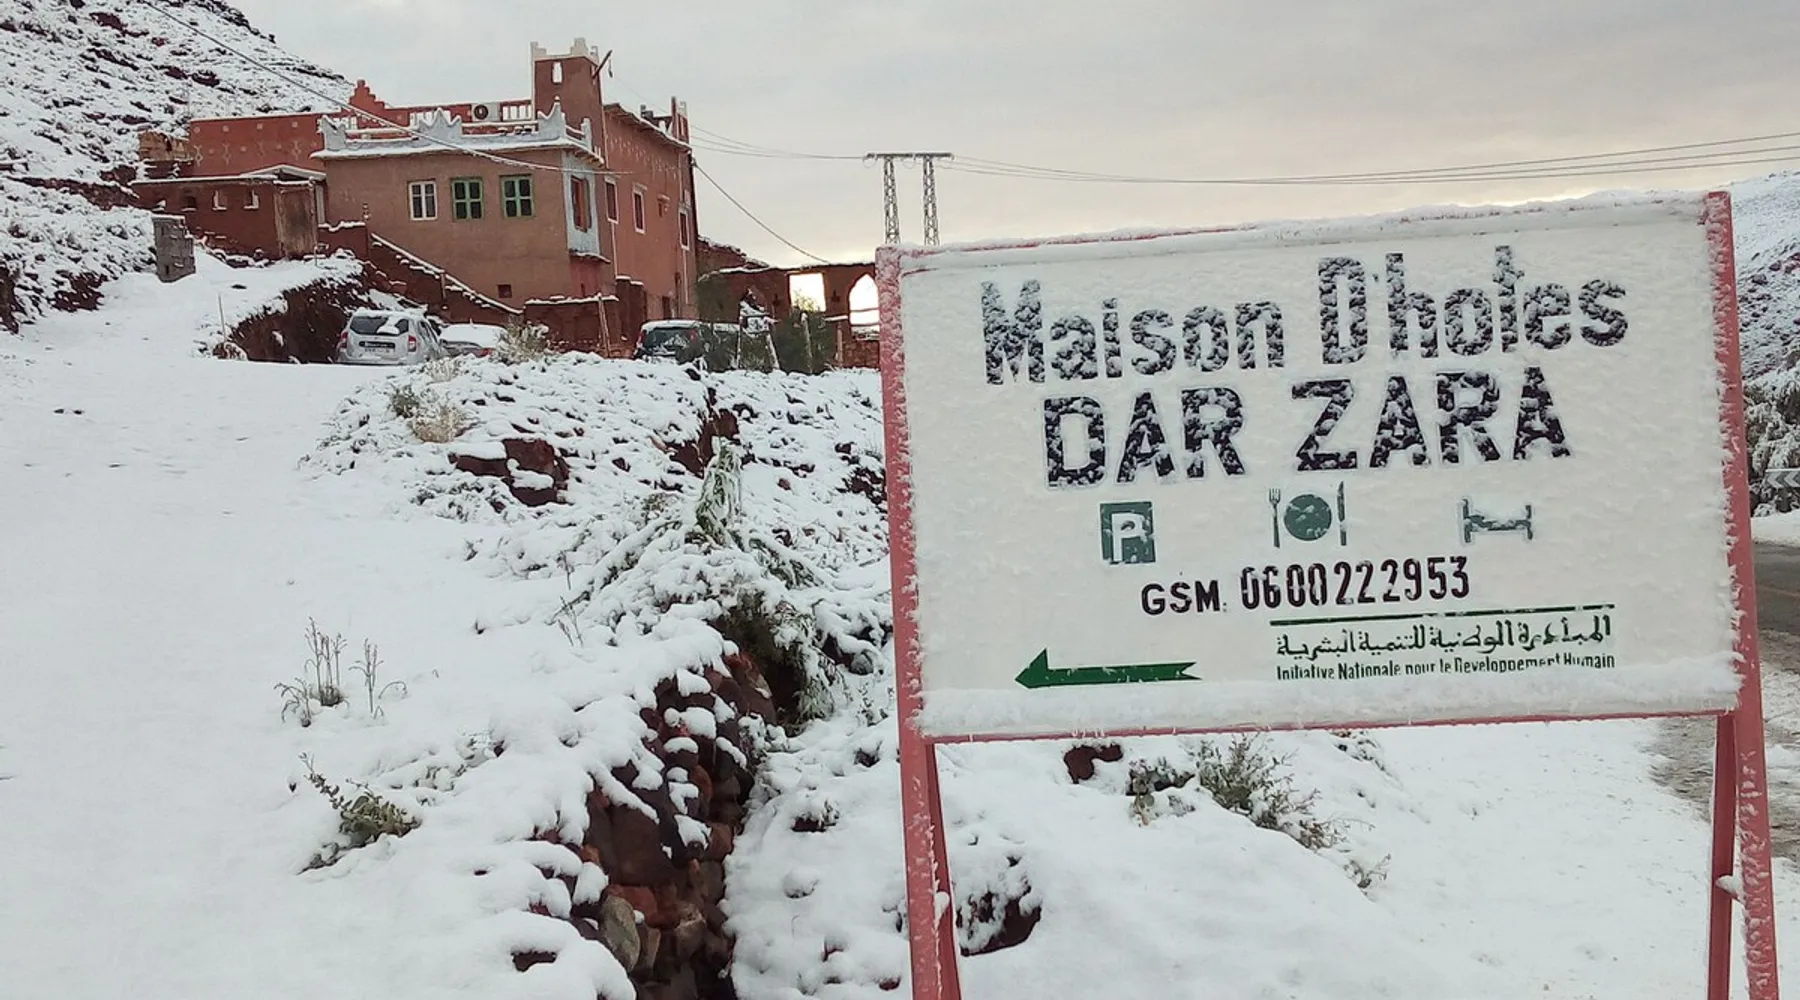 Maison D'hotes
DAR ZARA
P
GSM: 0600222953
المبادرة الوطنية للتنمية البشرية
Initiative Nationale pour le Developpement Humain